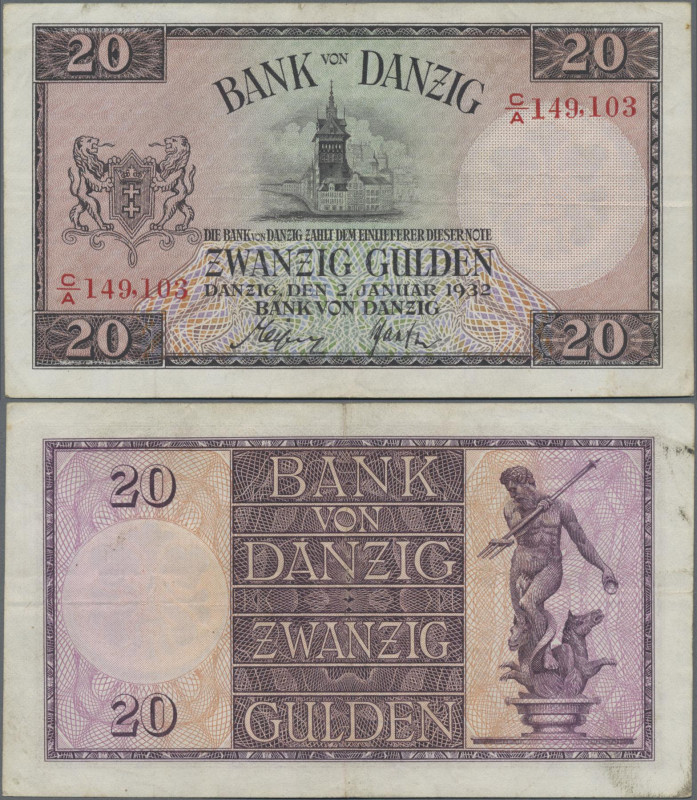 20 20
BANK VON DANZIG
C/A 149,103
DIE BANK VON DANZIG ZAHLT DEM EINLIEFERER DIESER NOTE
ZWANZIG GULDEN
C/A 149,103
DANZIG, DEN 2. JANUAR 1932
BANK VON DANZIG
20 20
20
BANK
VON
DANZIG
ZWANZIG
20
GULDEN